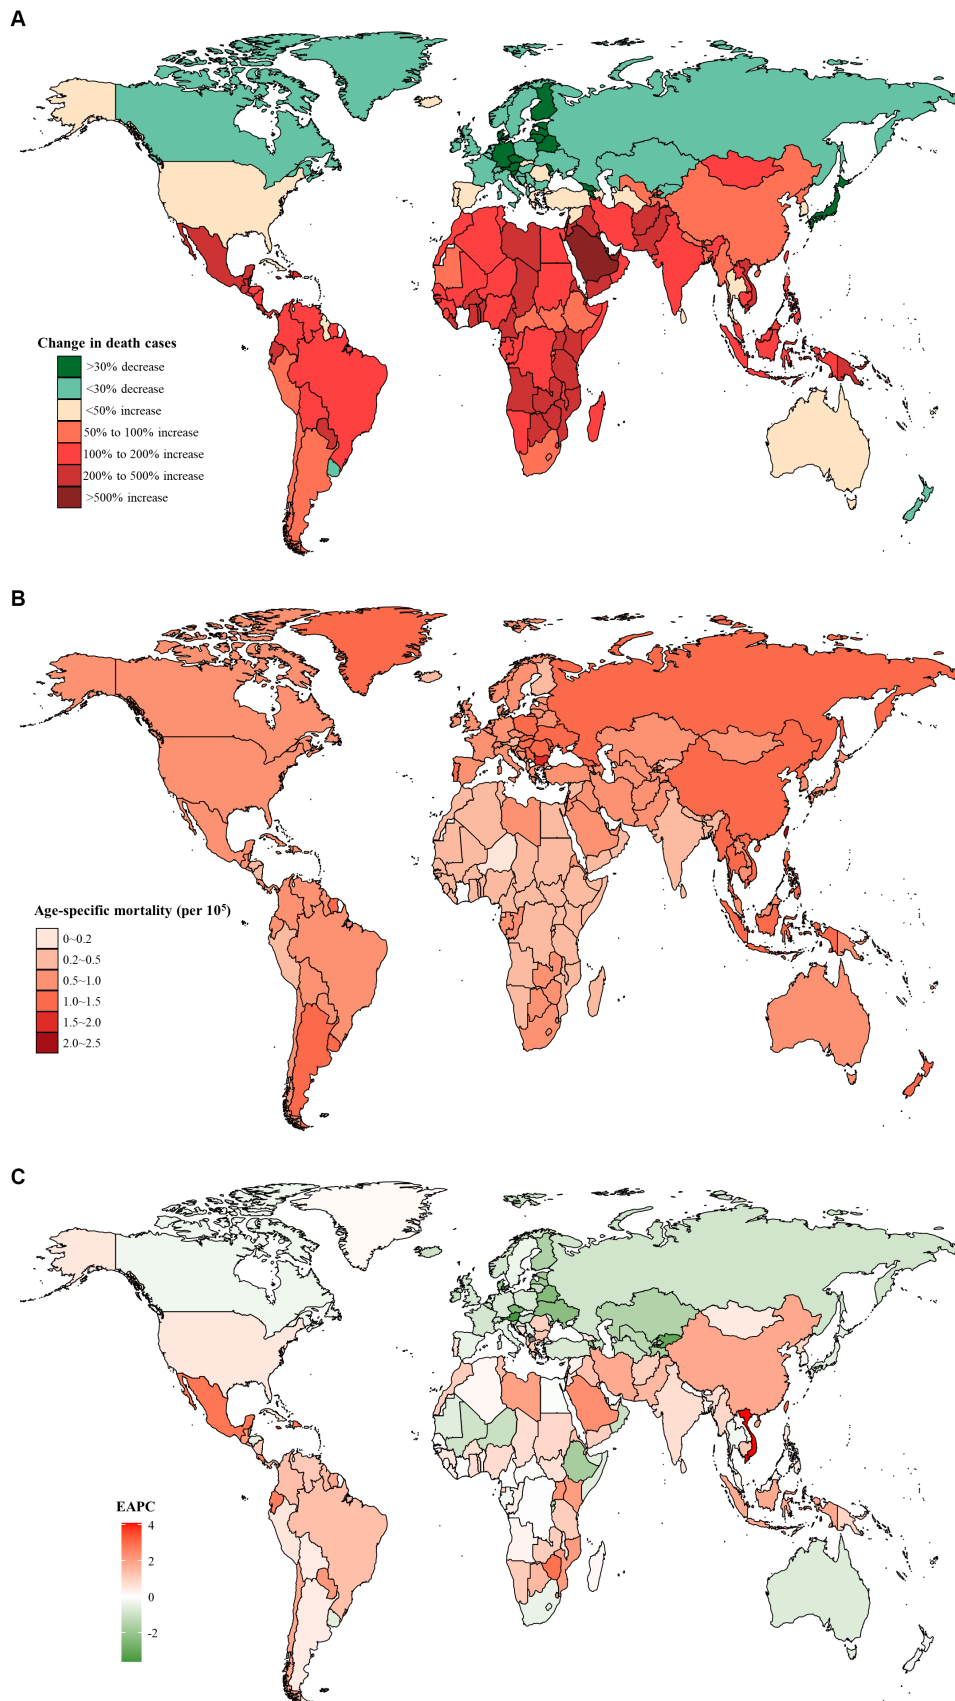 A
Change in death cases
>30% decrease
<30% decrease
<50% increase
50% to 100% increase
100% to 200% increase
200% to 500% increase
>500% increase
B
Age-specific mortality (per 10⁵)
0~0.2
0.2~0.5
0.5~1.0
1.0~1.5
1.5~2.0
2.0~2.5
C
EAPC
4
2
0
-2